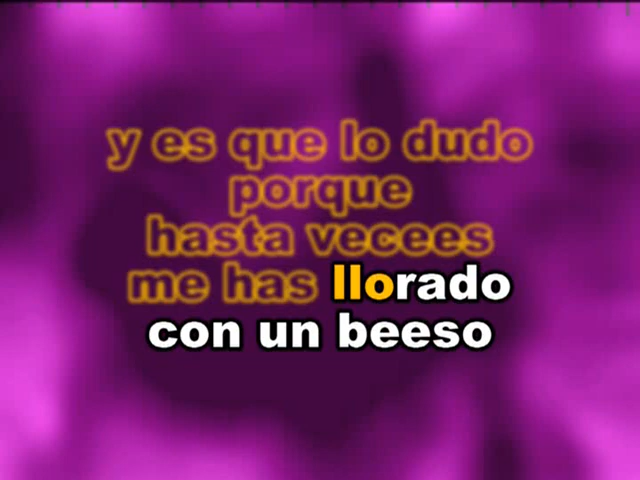 y es que lo dudo
porque
hasta vecees
me has llorado
con un beeso